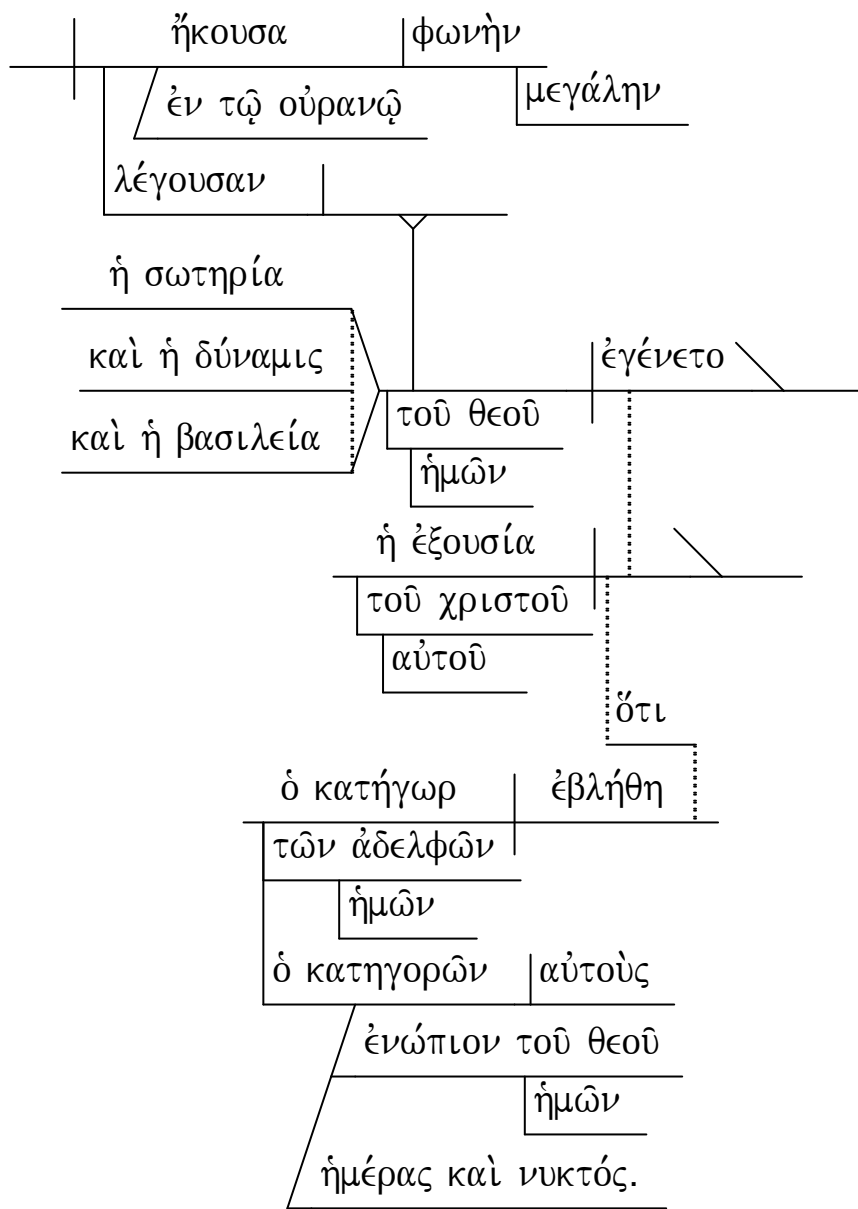 ἤκουσα φωνὴν
ἐν τῷ οὐρανῷ μεγάλην
λέγουσαν
ἡ σωτηρία
καὶ ἡ δύναμις ἐγένετο
τοῦ θεοῦ
καὶ ἡ βασιλεία
ἡμῶν
ἡ ἐξουσία
τοῦ χριστοῦ
αὐτοῦ
ὅτι
ὁ κατήγωρ ἐβλήθη
τῶν ἀδελφῶν
ἡμῶν
ὁ κατηγορῶν αὐτοὺς
ἐνώπιον τοῦ θεοῦ
ἡμῶν
ἡμέρας καὶ νυκτός.